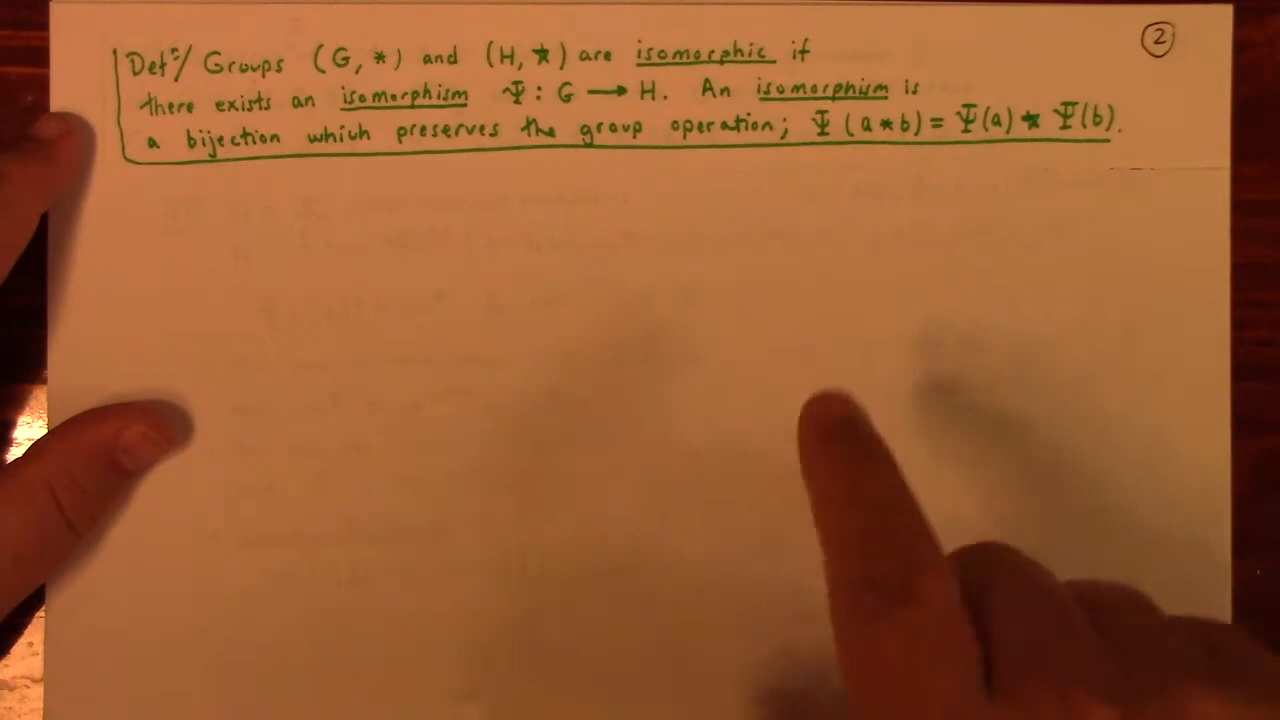 ②
Defⁿ/ Groups (G, *) and (H, ★) are isomorphic if
there exists an isomorphism Ψ : G ⟶ H. An isomorphism is
a bijection which preserves the group operation; Ψ(a * b) = Ψ(a) ★ Ψ(b).